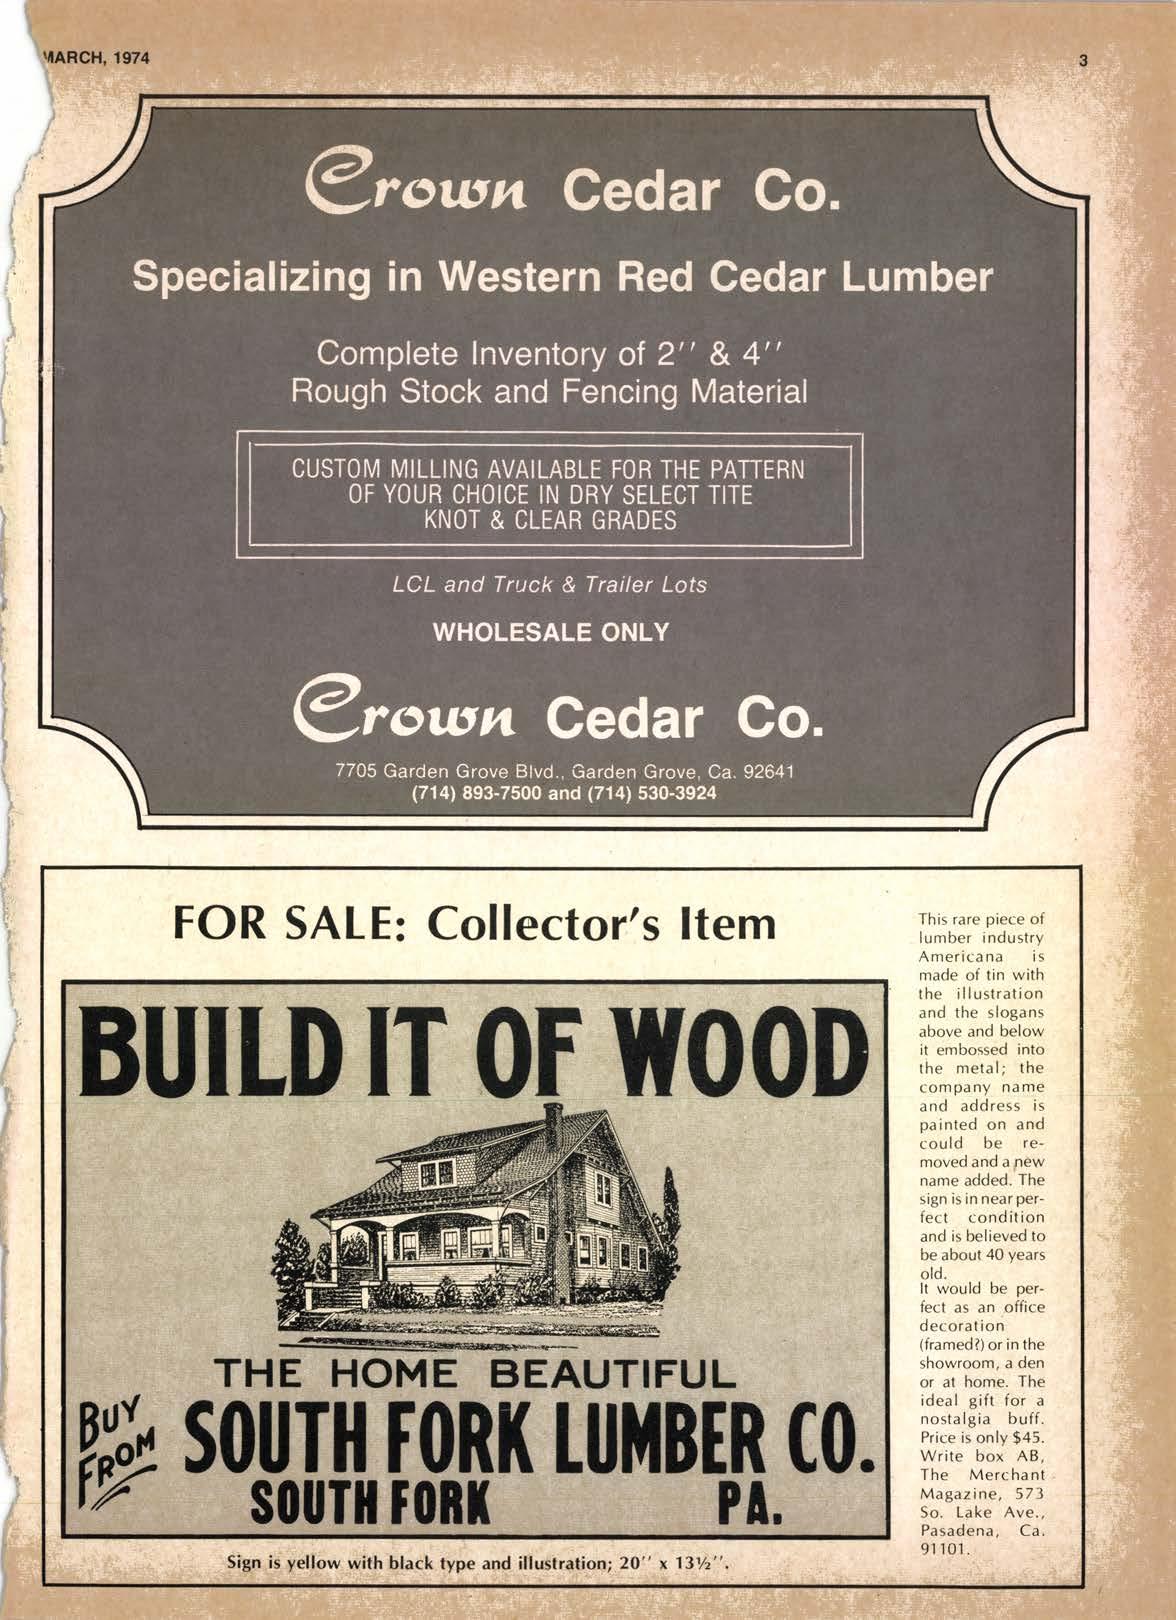 MARCH, 1974
3
Crown Cedar Co.
Specializing in Western Red Cedar Lumber
Complete Inventory of 2'' & 4''
Rough Stock and Fencing Material
CUSTOM MILLING AVAILABLE FOR THE PATTERN
OF YOUR CHOICE IN DRY SELECT TITE
KNOT & CLEAR GRADES
LCL and Truck & Trailer Lots
WHOLESALE ONLY
Crown Cedar Co.
7705 Garden Grove Blvd., Garden Grove, Ca. 92641
(714) 893-7500 and (714) 530-3924
FOR SALE: Collector's Item
BUILD IT OF WOOD
THE HOME BEAUTIFUL
BUY
FROM
SOUTH FORK LUMBER CO.
SOUTH FORK PA.
Sign is yellow with black type and illustration; 20'' x 13½''.
This rare piece of
lumber industry
Americana is
made of tin with
the illustration
and the slogans
above and below
it embossed into
the metal; the
company name
and address is
painted on and
could be re-
moved and a new
name added. The
sign is in near per-
fect condition
and is believed to
be about 40 years
old.
It would be per-
fect as an office
decoration
(framed?) or in the
showroom, a den
or at home. The
ideal gift for a
nostalgia buff.
Price is only $45.
Write box AB,
The Merchant
Magazine, 573
So. Lake Ave.,
Pasadena, Ca.
91101.